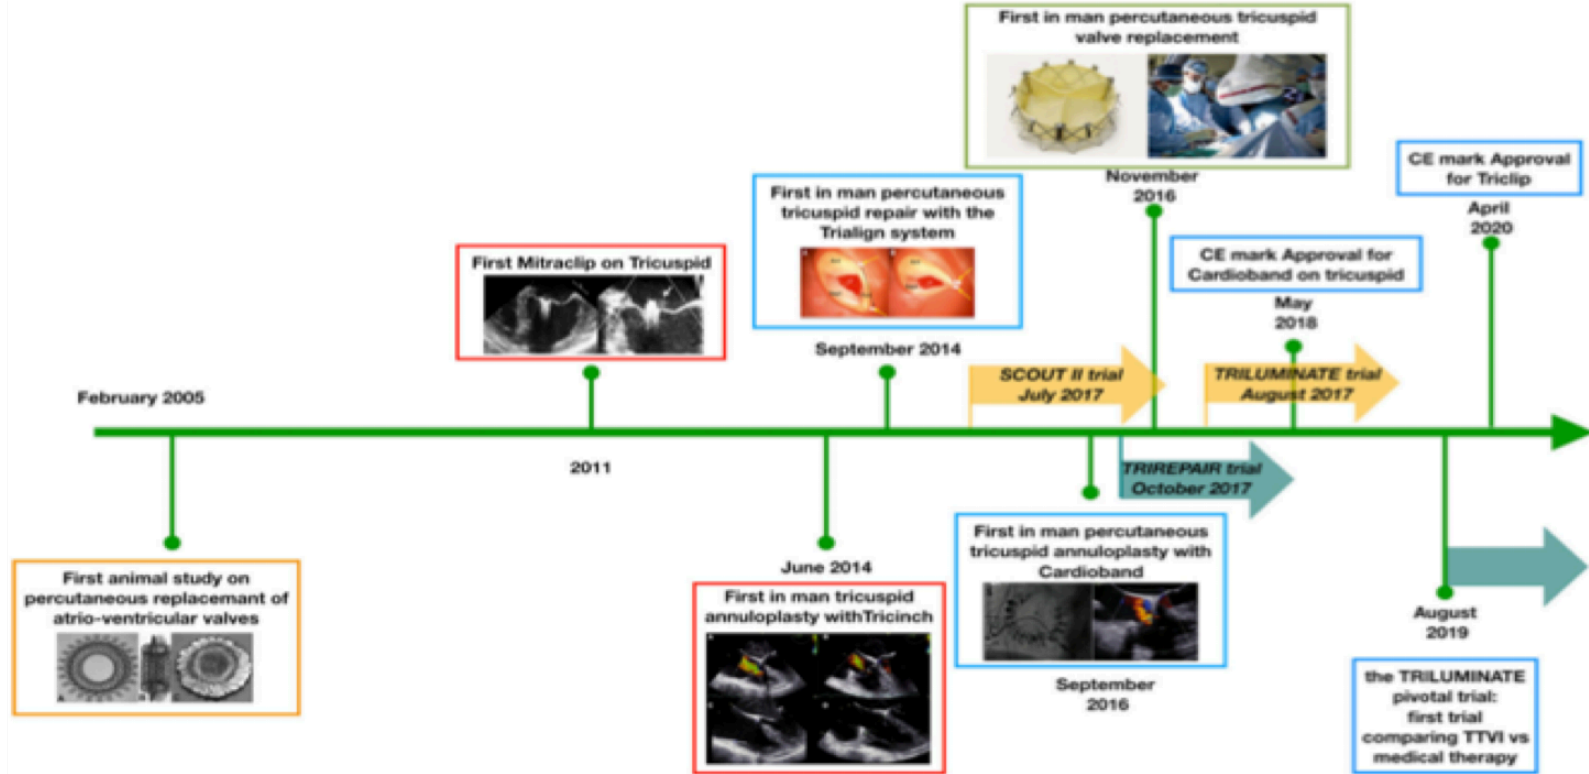 First in man percutaneous tricuspid
valve replacement
November
2016
CE mark Approval
for Triclip
April
2020
First in man percutaneous
tricuspid repair with the
Trialign system
September 2014
CE mark Approval for
Cardioband on tricuspid
May
2018
First Mitraclip on Tricuspid
SCOUT II trial
July 2017
TRILUMINATE trial
August 2017
February 2005
2011
TRIREPAIR trial
October 2017
First animal study on
percutaneous replacemant of
atrio-ventricular valves
June 2014
First in man tricuspid
annuloplasty withTricinch
First in man percutaneous
tricuspid annuloplasty with
Cardioband
September
2016
August
2019
the TRILUMINATE
pivotal trial:
first trial
comparing TTVI vs
medical therapy